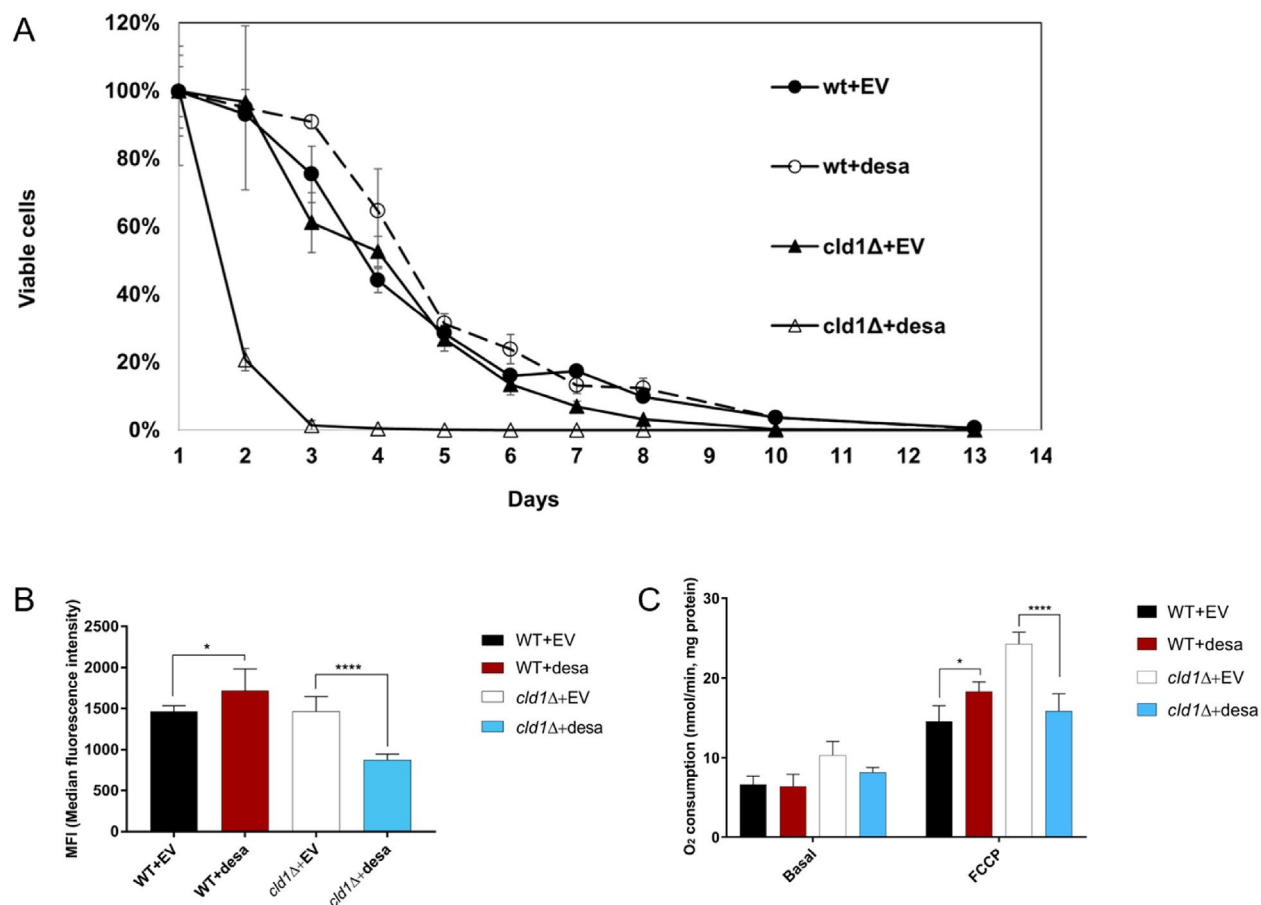 A
Viable cells
120%
100%
80%
60%
40%
20%
0%
1 2 3 4 5 6 7 8 9 10 11 12 13 14
Days
wt+EV
wt+desa
cld1Δ+EV
cld1Δ+desa
B
MFI (Median fluorescence intensity)
2500
2000
1500
1000
500
0
*
****
WT+EV
WT+desa
cld1Δ+EV
cld1Δ+desa
WT+EV
WT+desa
cld1Δ+EV
cld1Δ+desa
C
O₂ consumption (nmol/min, mg protein)
30
20
10
0
*
****
Basal
FCCP
WT+EV
WT+desa
cld1Δ+EV
cld1Δ+desa